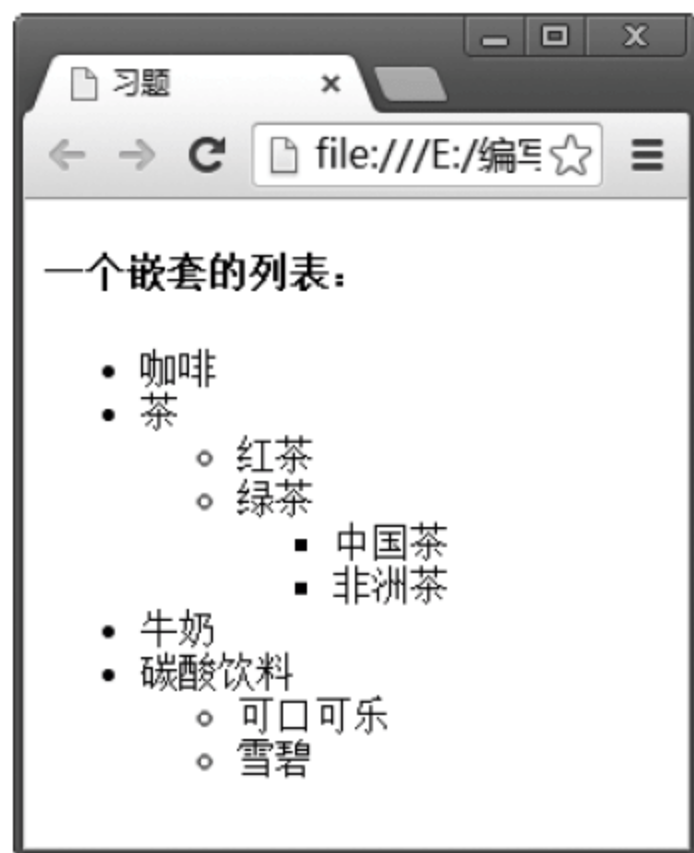 习题
file:///E:/编写
一个嵌套的列表：
咖啡
茶
红茶
绿茶
中国茶
非洲茶
牛奶
碳酸饮料
可口可乐
雪碧